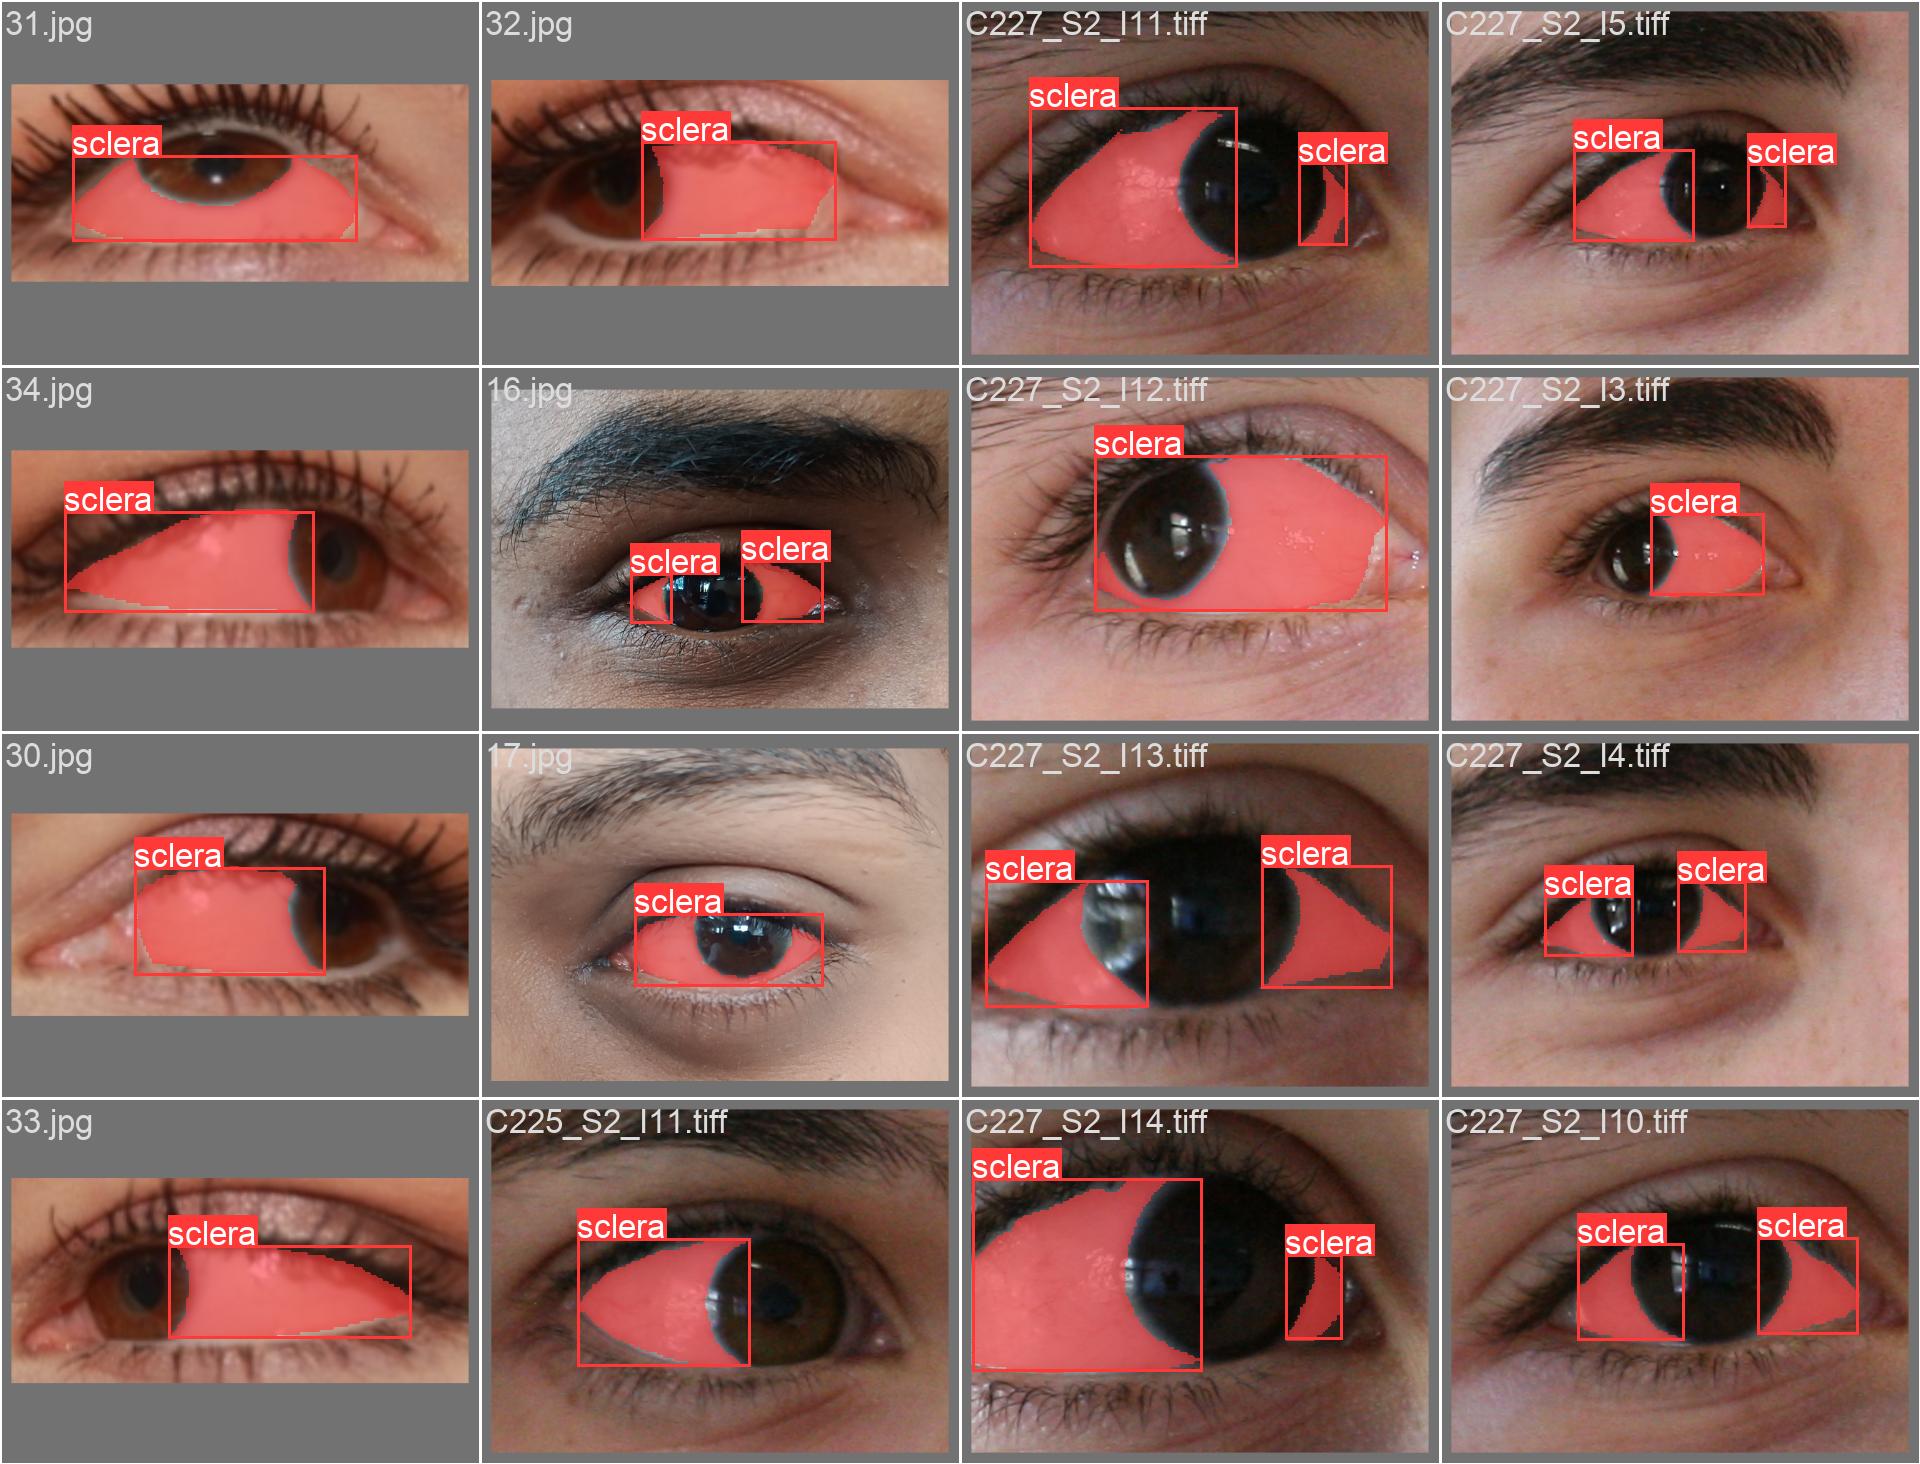 31.jpg
sclera
32.jpg
sclera
C227_S2_I11.tiff
sclera
sclera
C227_S2_I5.tiff
sclera
sclera
34.jpg
sclera
16.jpg
sclera
sclera
C227_S2_I12.tiff
sclera
C227_S2_I3.tiff
sclera
30.jpg
sclera
17.jpg
sclera
C227_S2_I13.tiff
sclera
sclera
C227_S2_I4.tiff
sclera
sclera
33.jpg
sclera
C225_S2_I11.tiff
sclera
C227_S2_I14.tiff
sclera
sclera
C227_S2_I10.tiff
sclera
sclera